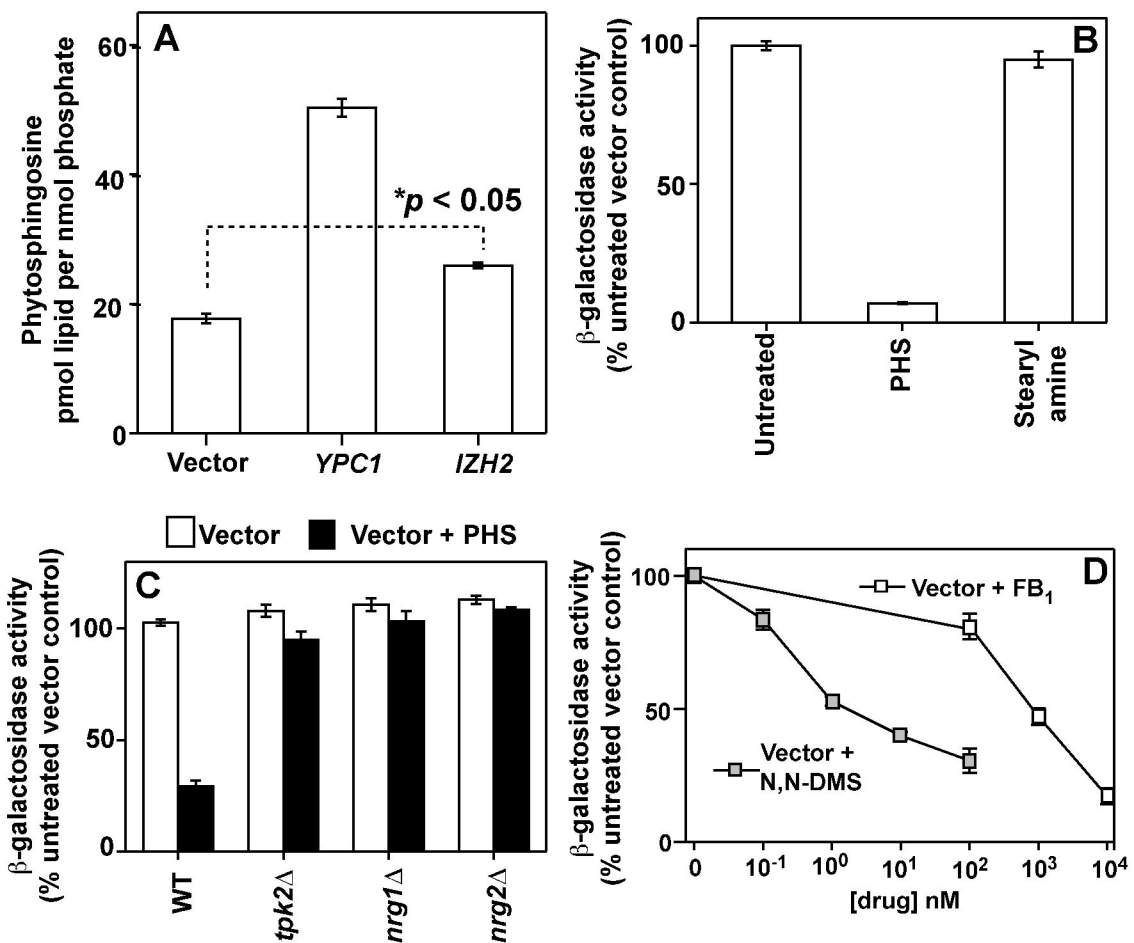 A
Phytosphingosine
pmol lipid per nmol phosphate
60
40
20
0
*p < 0.05
Vector
YPC1
IZH2
B
β-galactosidase activity
(% untreated vector control)
100
50
0
Untreated
PHS
Stearyl
amine
Vector
Vector + PHS
C
β-galactosidase activity
(% untreated vector control)
100
50
0
WT
tpk2Δ
nrg1Δ
nrg2Δ
D
β-galactosidase activity
(% untreated vector control)
100
50
0
Vector + FB₁
Vector +
N,N-DMS
0
10⁻¹
10⁰
10¹
10²
10³
10⁴
[drug] nM